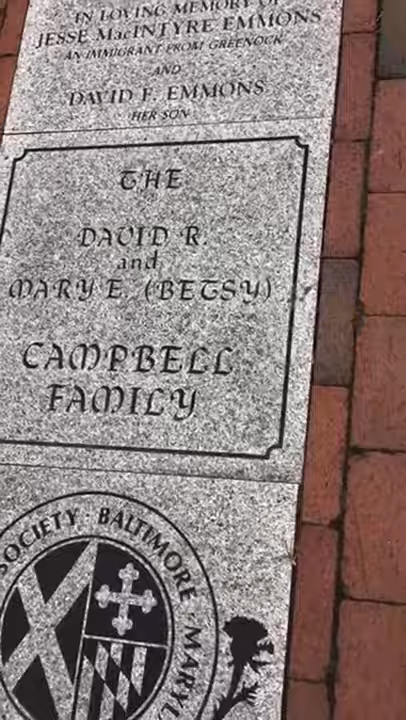 IN LOVING MEMORY OF
JESSE MacINTYRE EMMONS
AN IMMIGRANT FROM GREENOCK
AND
DAVID F. EMMONS
HER SON
THE
DAVID R.
and
MARY E. (BETSY)
CAMPBELL
FAMILY
SOCIETY · BALTIMORE · MARYL